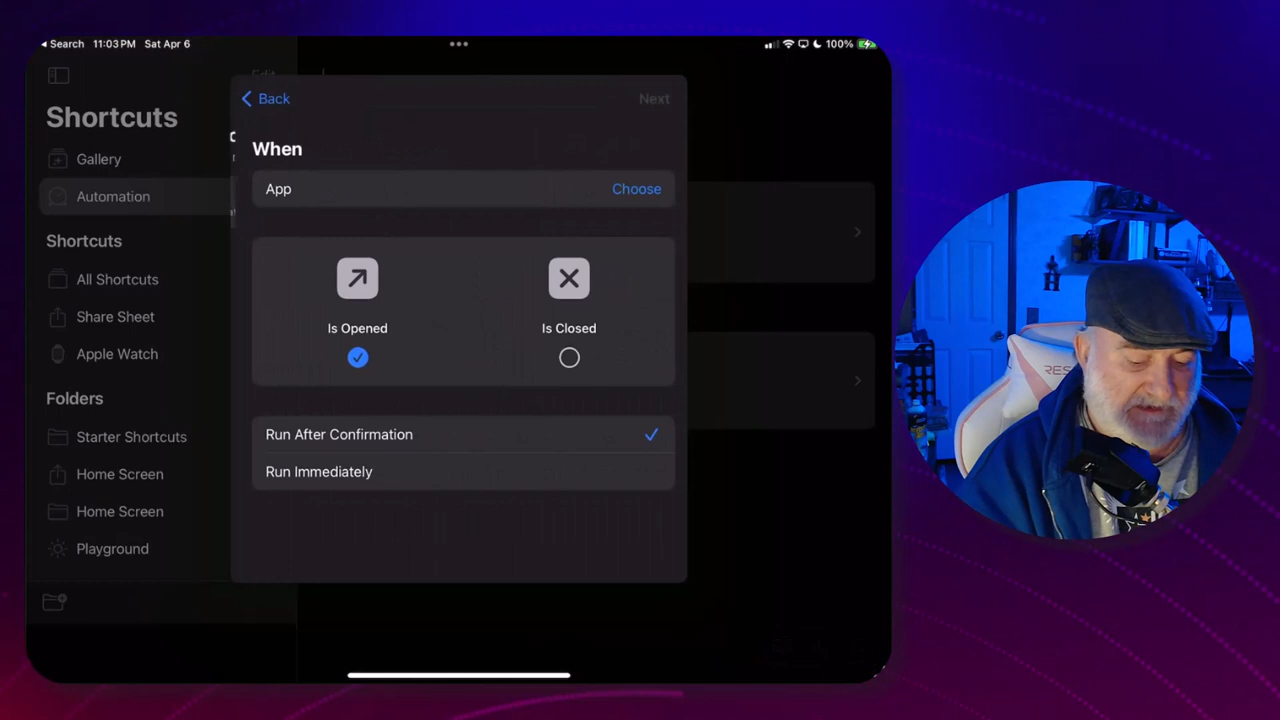 Search 11:03 PM Sat Apr 6
100%
Edit
Shortcuts
Gallery
Automation
Shortcuts
All Shortcuts
Share Sheet
Apple Watch
Folders
Starter Shortcuts
Home Screen
Home Screen
Playground
Back
Next
When
App
Choose
Is Opened
Is Closed
Run After Confirmation
Run Immediately
RES